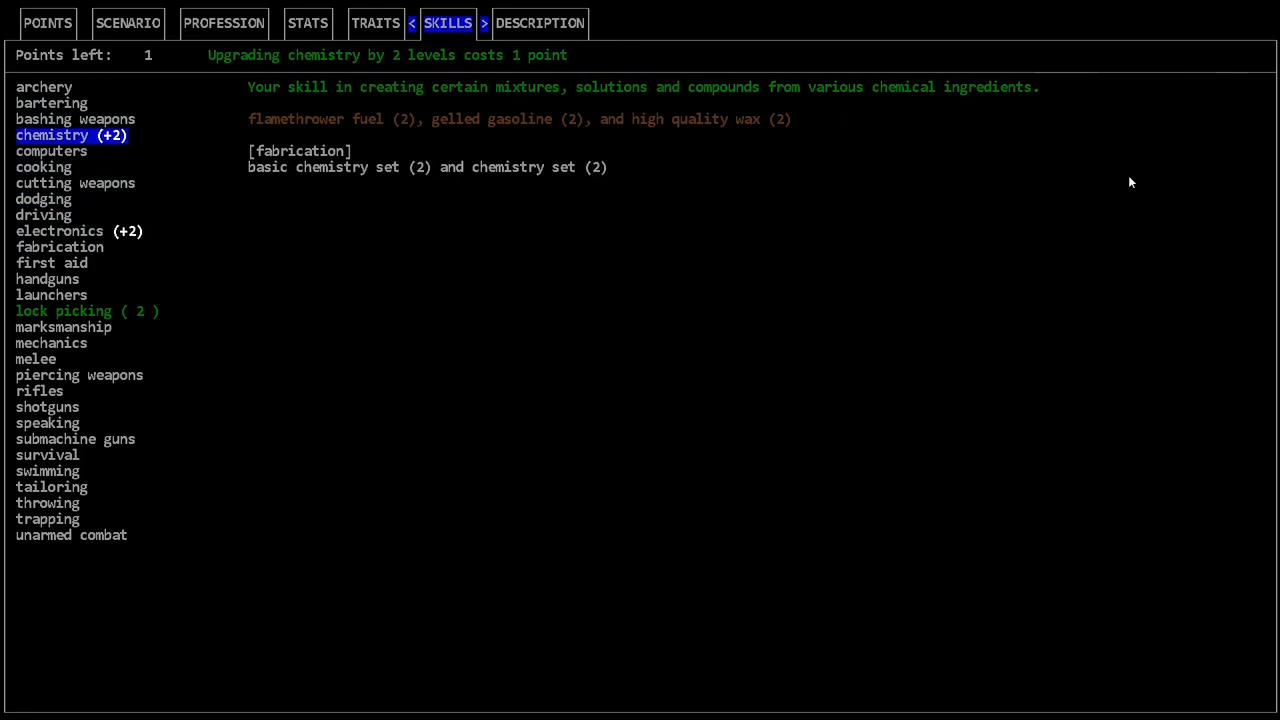 POINTS SCENARIO PROFESSION STATS TRAITS < SKILLS > DESCRIPTION
Points left: 1 Upgrading chemistry by 2 levels costs 1 point
archery Your skill in creating certain mixtures, solutions and compounds from various chemical ingredients.
bartering
bashing weapons flamethrower fuel (2), gelled gasoline (2), and high quality wax (2)
chemistry (+2)
computers [fabrication]
cooking basic chemistry set (2) and chemistry set (2)
cutting weapons
dodging
driving
electronics (+2)
fabrication
first aid
handguns
launchers
lock picking ( 2 )
marksmanship
mechanics
melee
piercing weapons
rifles
shotguns
speaking
submachine guns
survival
swimming
tailoring
throwing
trapping
unarmed combat